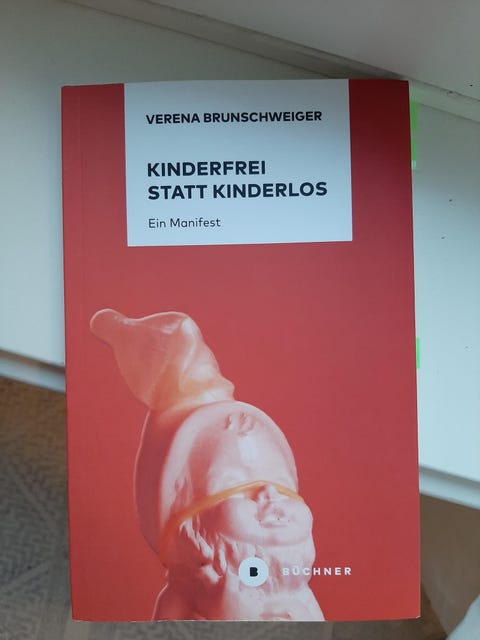 VERENA BRUNSCHWEIGER
KINDERFREI
STATT KINDERLOS
Ein Manifest
B BÜCHNER